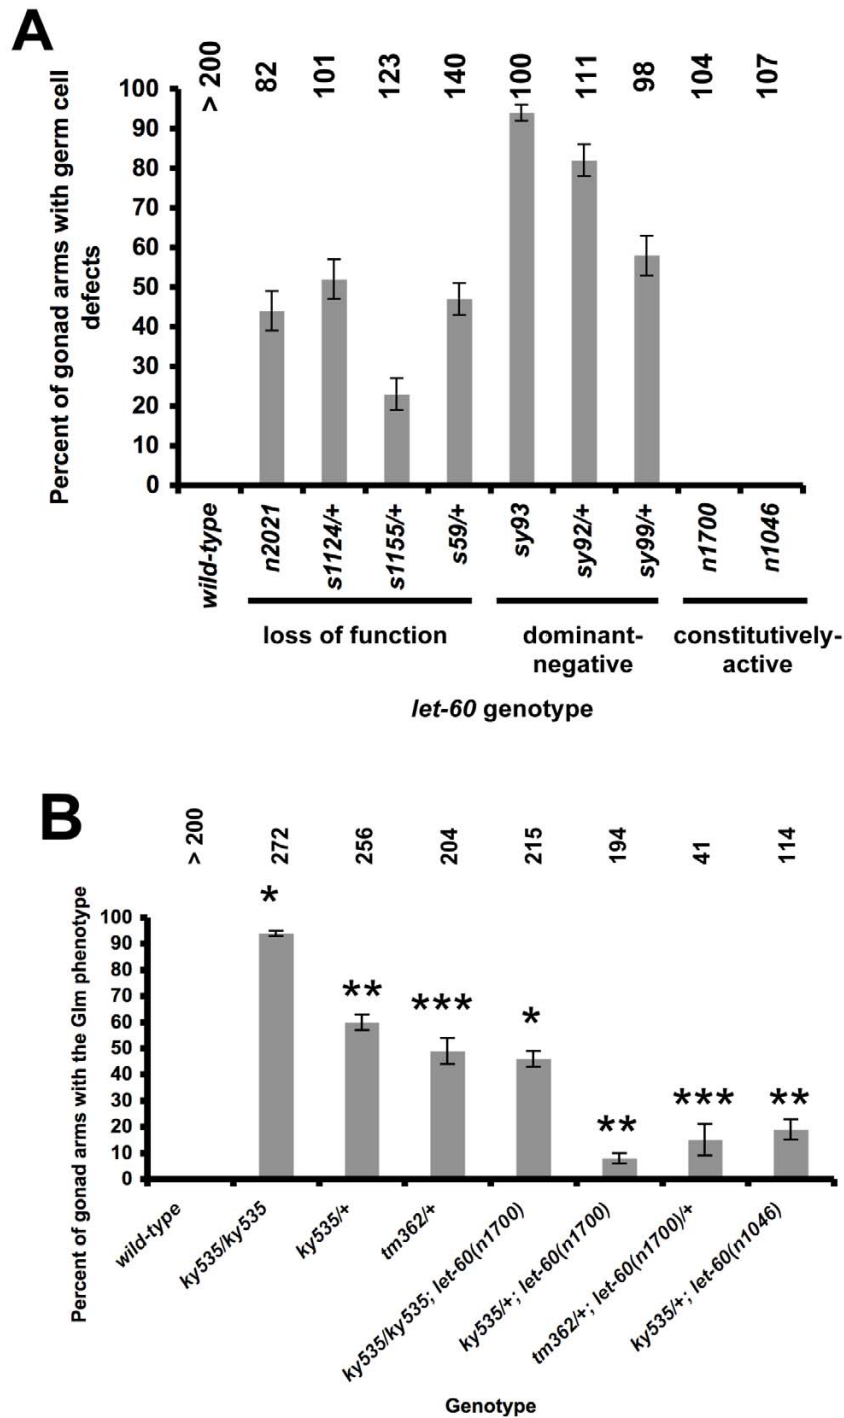 A
> 200
82
101
123
140
100
111
98
104
107
Percent of gonad arms with germ cell
defects
100
90
80
70
60
50
40
30
20
10
0
wild-type
n2021
s1124/+
s1155/+
s59/+
sy93
sy92/+
sy99/+
n1700
n1046
loss of function
dominant-
negative
constitutively-
active
let-60 genotype
B
> 200
272
256
204
215
194
41
114
Percent of gonad arms with the Glm phenotype
100
90
80
70
60
50
40
30
20
10
0
*
**
***
*
**
***
**
wild-type
ky535/ky535
ky535/+
tm362/+
ky535/ky535; let-60(n1700)
ky535/+; let-60(n1700)
tm362/+; let-60(n1700)/+
ky535/+; let-60(n1046)
Genotype